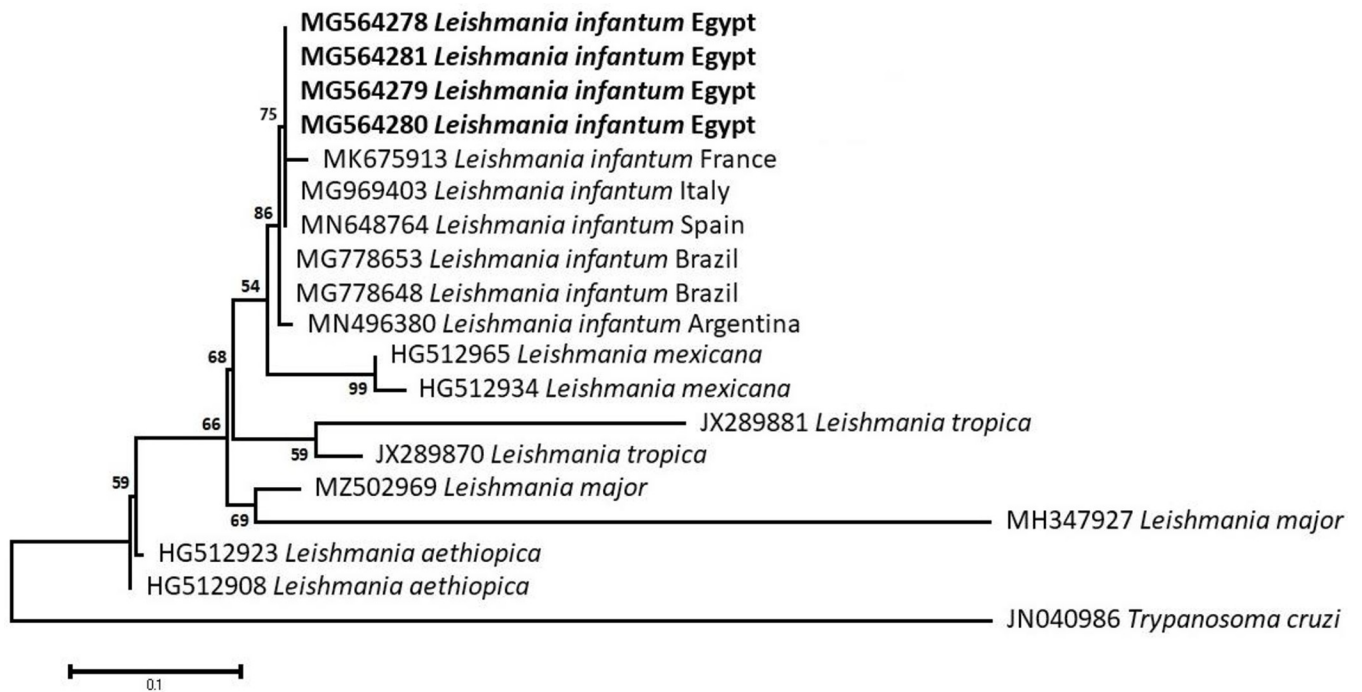 MG564278 Leishmania infantum Egypt
MG564281 Leishmania infantum Egypt
MG564279 Leishmania infantum Egypt
75
MG564280 Leishmania infantum Egypt
MK675913 Leishmania infantum France
MG969403 Leishmania infantum Italy
86
MN648764 Leishmania infantum Spain
MG778653 Leishmania infantum Brazil
54
MG778648 Leishmania infantum Brazil
MN496380 Leishmania infantum Argentina
68
HG512965 Leishmania mexicana
99
HG512934 Leishmania mexicana
66
JX289881 Leishmania tropica
59
JX289870 Leishmania tropica
59
MZ502969 Leishmania major
69
MH347927 Leishmania major
HG512923 Leishmania aethiopica
HG512908 Leishmania aethiopica
JN040986 Trypanosoma cruzi
0.1